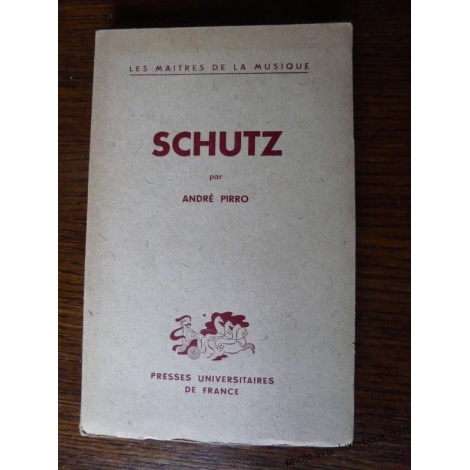 LES MAITRES DE LA MUSIQUE
SCHUTZ
par
ANDRÉ PIRRO
PRESSES UNIVERSITAIRES
DE FRANCE